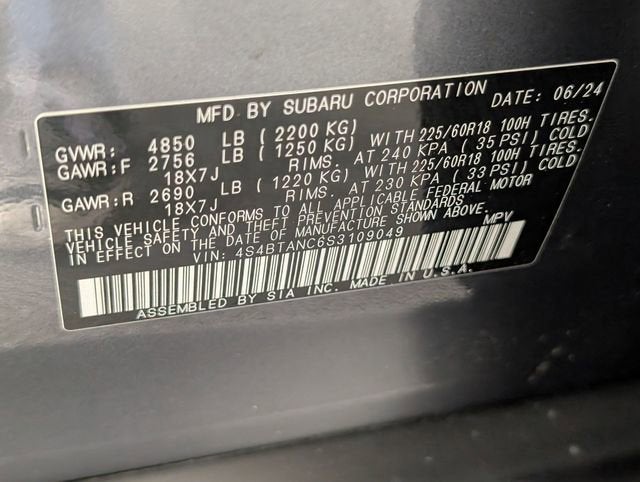 MFD BY SUBARU CORPORATION DATE: 06/24
GVWR: 4850 LB (2200 KG)
GAWR:F 2756 LB (1250 KG) WITH 225/60R18 100H TIRES.
18X7J RIMS. AT 240 KPA (35 PSI) COLD
GAWR:R 2690 LB (1220 KG) WITH 225/60R18 100H TIRES.
18X7J RIMS. AT 230 KPA (33 PSI) COLD
THIS VEHICLE CONFORMS TO ALL APPLICABLE FEDERAL MOTOR
VEHICLE SAFETY AND THEFT PREVENTION STANDARDS
IN EFFECT ON THE DATE OF MANUFACTURE SHOWN ABOVE.
VIN: 4S4BTANC6S3109049 MPV
ASSEMBLED BY SIA INC. MADE IN U.S.A.